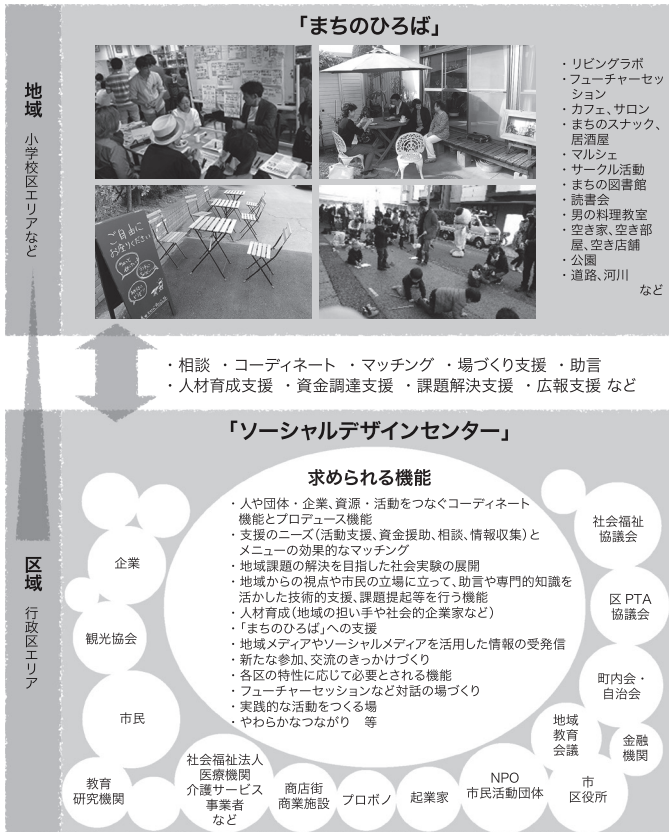 「まちのひろば」
地域 小学校区エリアなど
ご自由に
お座りください
・リビングラボ
・フューチャーセッ
ション
・カフェ、サロン
・まちのスナック、
居酒屋
・マルシェ
・サークル活動
・まちの図書館
・読書会
・男の料理教室
・空き家、空き部
屋、空き店舗
・公園
・道路、河川
など
・相談 ・コーディネート ・マッチング ・場づくり支援 ・助言
・人材育成支援 ・資金調達支援 ・課題解決支援 ・広報支援 など
「ソーシャルデザインセンター」
区域 行政区エリア
求められる機能
・人や団体・企業、資源・活動をつなぐコーディネート
機能とプロデュース機能
・支援のニーズ（活動支援、資金援助、相談、情報収集）と
メニューの効果的なマッチング
・地域課題の解決を目指した社会実験の展開
・地域からの視点や市民の立場に立って、助言や専門的知識を
活かした技術的支援、課題提起等を行う機能
・人材育成（地域の担い手や社会的企業家など）
・「まちのひろば」への支援
・地域メディアやソーシャルメディアを活用した情報の受発信
・新たな参加、交流のきっかけづくり
・各区の特性に応じて必要とされる機能
・フューチャーセッションなど対話の場づくり
・実践的な活動をつくる場
・やわらかなつながり 等
企業
観光協会
市民
教育
研究機関
社会福祉法人
医療機関
介護サービス
事業者
など
商店街
商業施設
プロボノ
起業家
NPO
市民活動団体
市
区役所
地域
教育
会議
金融
機関
町内会・
自治会
区 PTA
協議会
社会福祉
協議会